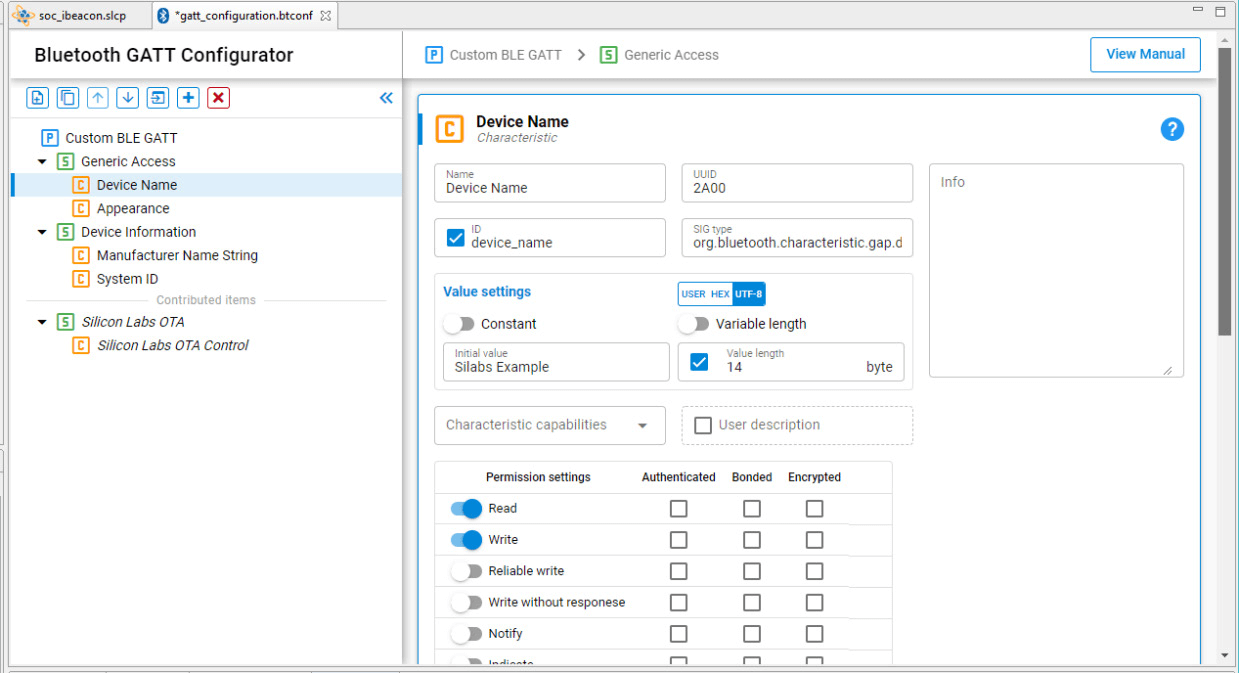 soc_ibeacon.slcp
*gatt_configuration.btconf
Bluetooth GATT Configurator
P Custom BLE GATT > S Generic Access
View Manual
P Custom BLE GATT
S Generic Access
C Device Name
C Appearance
S Device Information
C Manufacturer Name String
C System ID
Contributed items
S Silicon Labs OTA
C Silicon Labs OTA Control
C Device Name
Characteristic
?
Name
Device Name
UUID
2A00
Info
ID
device_name
SIG type
org.bluetooth.characteristic.gap.d
Value settings
USER HEX UTF-8
Constant
Variable length
Initial value
Silabs Example
Value length
14 byte
Characteristic capabilities
User description
Permission settings Authenticated Bonded Encrypted
Read
Write
Reliable write
Write without responese
Notify
Indicate